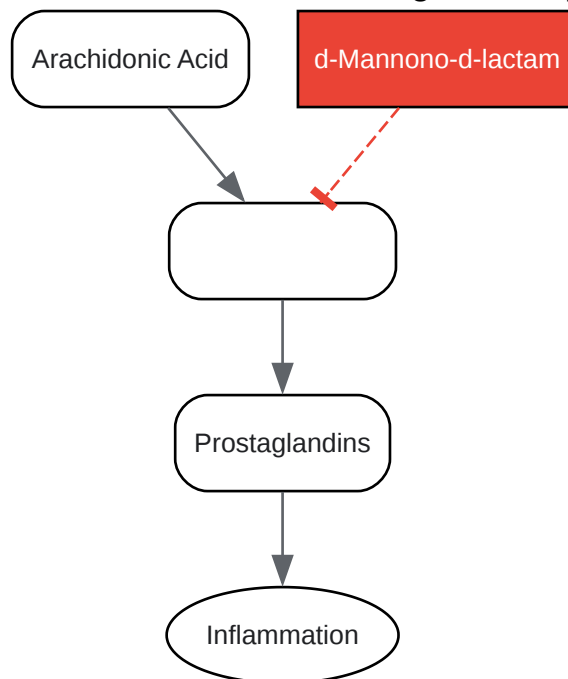 Arachidonic Acid
d-Mannono-d-lactam
Prostaglandins
Inflammation